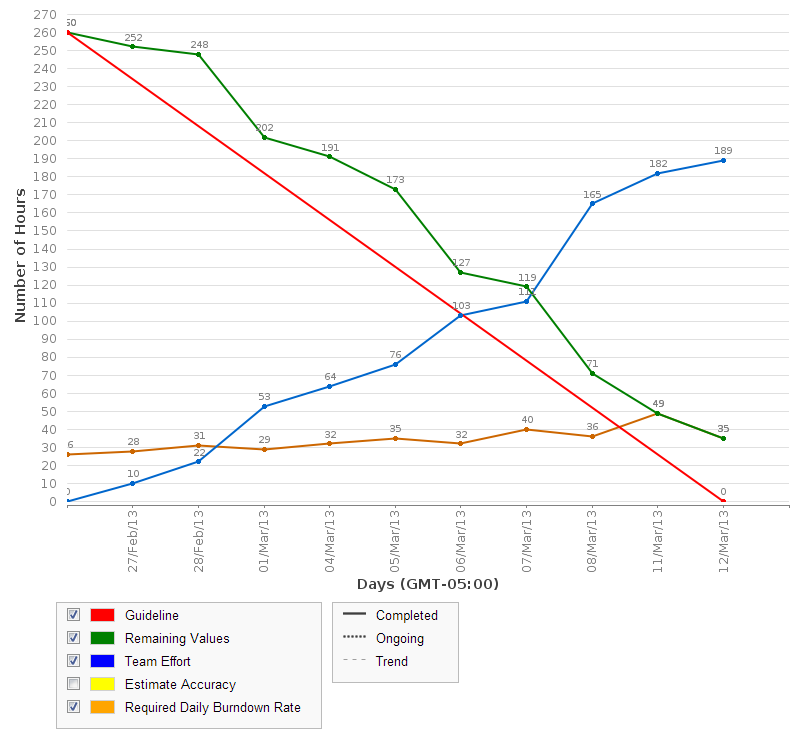 270
260
250
240
230
220
210
200
190
180
170
160
150
140
130
120
110
100
90
80
70
60
50
40
30
20
10
0
Number of Hours
252
248
202
191
173
127
119
71
49
35
0
10
22
53
64
76
103
165
182
189
28
31
29
32
35
32
40
36
0
27/Feb/13
28/Feb/13
01/Mar/13
04/Mar/13
05/Mar/13
06/Mar/13
07/Mar/13
08/Mar/13
11/Mar/13
12/Mar/13
Days (GMT-05:00)
Guideline
Remaining Values
Team Effort
Estimate Accuracy
Required Daily Burndown Rate
Completed
Ongoing
Trend